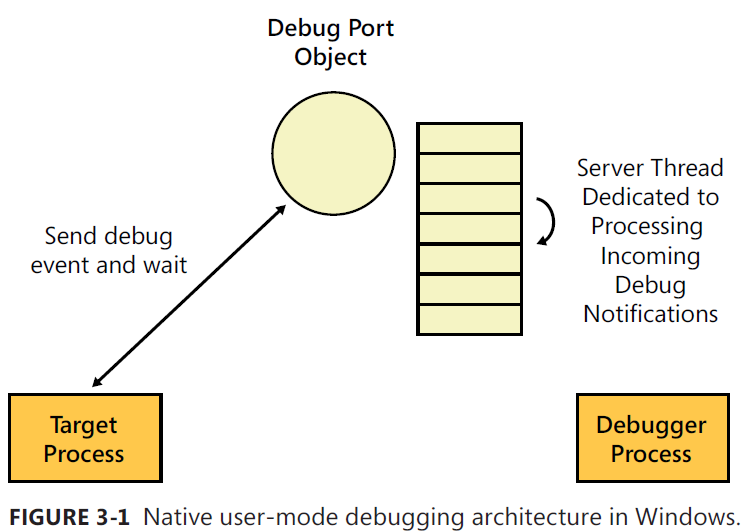 Debug Port
Object
Send debug
event and wait
Server Thread
Dedicated to
Processing
Incoming
Debug
Notifications
Target
Process
Debugger
Process
FIGURE 3-1 Native user-mode debugging architecture in Windows.